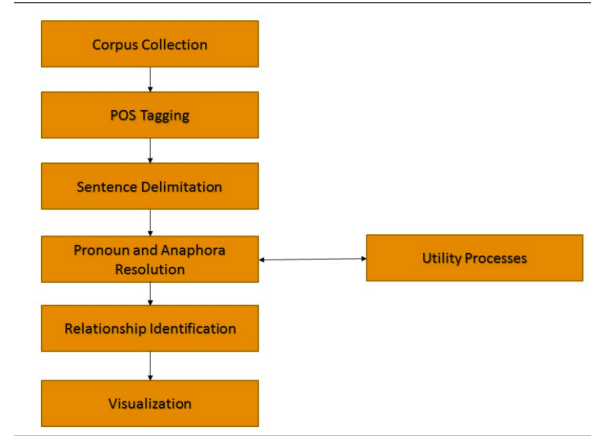 Corpus Collection
POS Tagging
Sentence Delimitation
Pronoun and Anaphora
Resolution
Utility Processes
Relationship Identification
Visualization